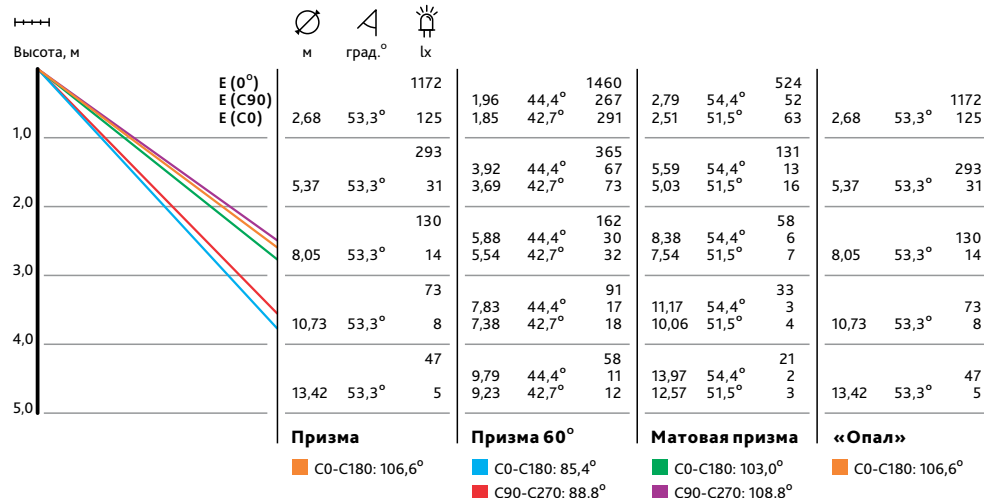 Высота, м м град.° lx
E (0°) 1172 1460 524
E (C90) 1,96 44,4° 267 2,79 54,4° 52 1172
E (C0) 2,68 53,3° 125 1,85 42,7° 291 2,51 51,5° 63 2,68 53,3° 125
1,0
293 365 131
3,92 44,4° 67 5,59 54,4° 13 293
5,37 53,3° 31 3,69 42,7° 73 5,03 51,5° 16 5,37 53,3° 31
2,0
130 162 58
5,88 44,4° 30 8,38 54,4° 6 130
8,05 53,3° 14 5,54 42,7° 32 7,54 51,5° 7 8,05 53,3° 14
3,0
73 91 33
7,83 44,4° 17 11,17 54,4° 3 73
10,73 53,3° 8 7,38 42,7° 18 10,06 51,5° 4 10,73 53,3° 8
4,0
47 58 21
9,79 44,4° 11 13,97 54,4° 2 47
13,42 53,3° 5 9,23 42,7° 12 12,57 51,5° 3 13,42 53,3° 5
5,0
Призма Призма 60° Матовая призма «Опал»
C0-C180: 106,6° C0-C180: 85,4° C0-C180: 103,0° C0-C180: 106,6°
C90-C270: 88,8° C90-C270: 108,8°